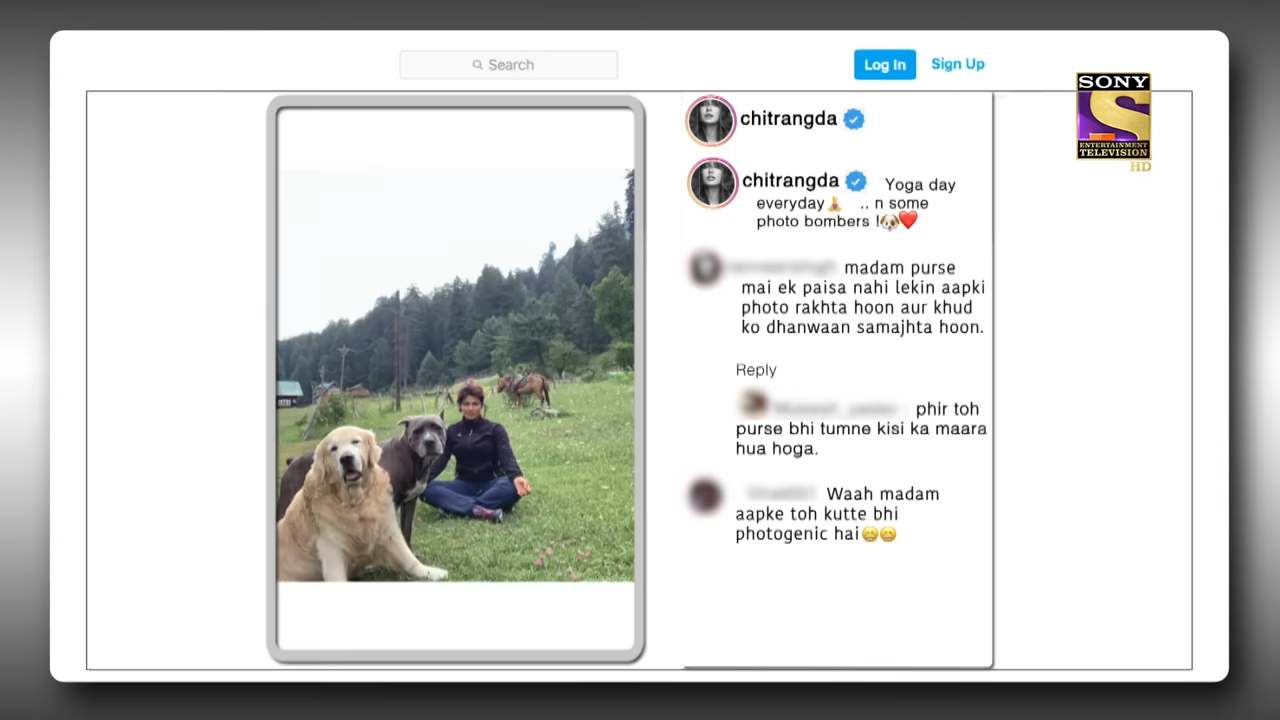 Search
Log In
Sign Up
SONY
ENTERTAINMENT
TELEVISION
HD
chitrangda
chitrangda Yoga day
everyday🧘 .. n some
photo bombers !🐶❤️
madam purse
mai ek paisa nahi lekin aapki
photo rakhta hoon aur khud
ko dhanwaan samajhta hoon.
Reply
phir toh
purse bhi tumne kisi ka maara
hua hoga.
Waah madam
aapke toh kutte bhi
photogenic hai😬😬